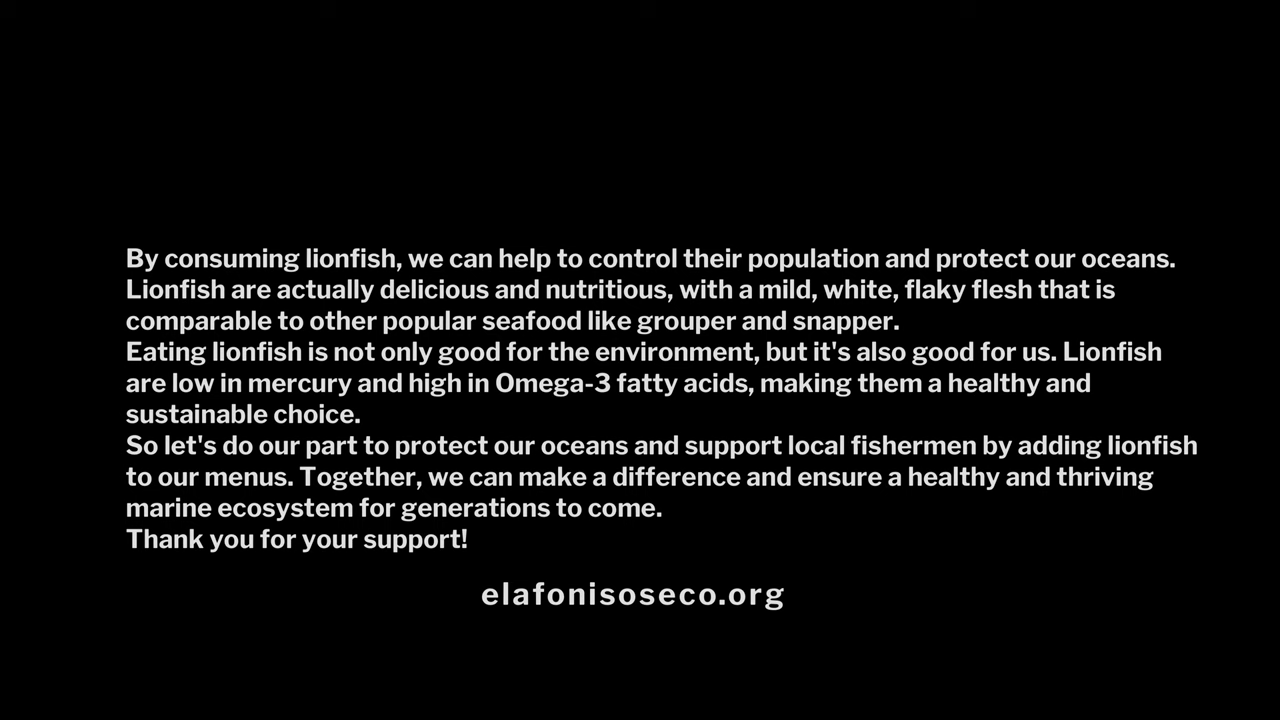 By consuming lionfish, we can help to control their population and protect our oceans.
Lionfish are actually delicious and nutritious, with a mild, white, flaky flesh that is
comparable to other popular seafood like grouper and snapper.
Eating lionfish is not only good for the environment, but it's also good for us. Lionfish
are low in mercury and high in Omega-3 fatty acids, making them a healthy and
sustainable choice.
So let's do our part to protect our oceans and support local fishermen by adding lionfish
to our menus. Together, we can make a difference and ensure a healthy and thriving
marine ecosystem for generations to come.
Thank you for your support!
elafonisoseco.org